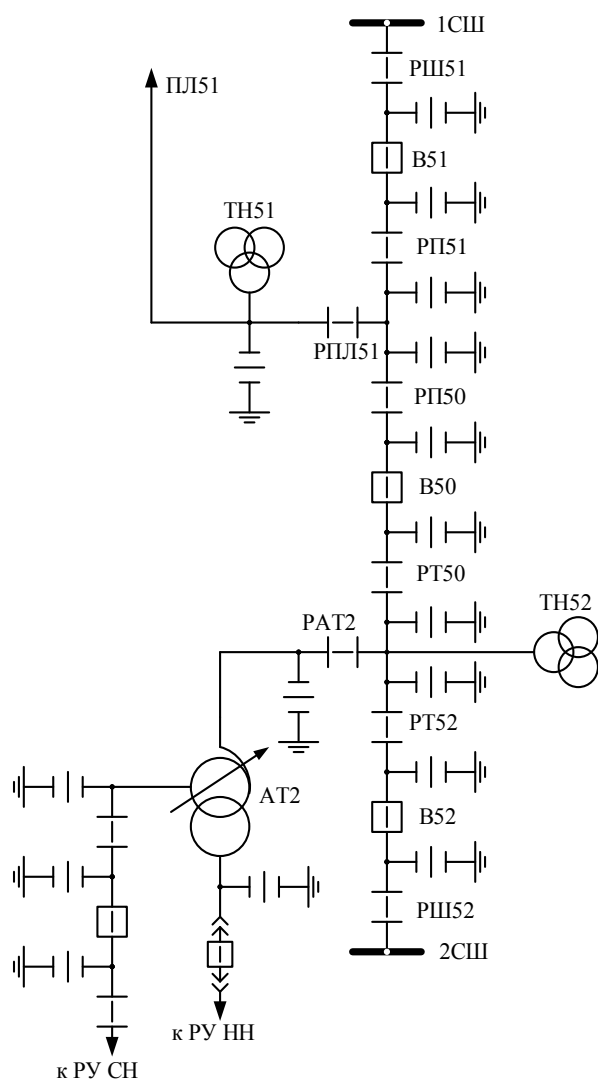 1СШ
РШ51
ПЛ51
В51
ТН51
РП51
РПЛ51
РП50
В50
РТ50
ТН52
РАТ2
РТ52
АТ2
В52
РШ52
2СШ
к РУ НН
к РУ СН